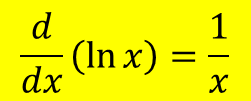 d/dx (ln x) = 1/x